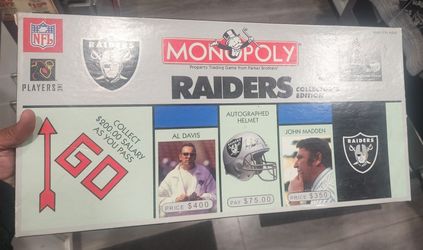 NFL
RAIDERS
MONOPOLY
Property Trading Game from Parker Brothers
RAIDERS
COLLECTOR'S
EDITION
PLAYERS INC
COLLECT
$200.00 SALARY
AS YOU PASS
GO
AL DAVIS
PRICE $400
AUTOGRAPHED
HELMET
PAY $75.00
JOHN MADDEN
PRICE $350
RAIDERS